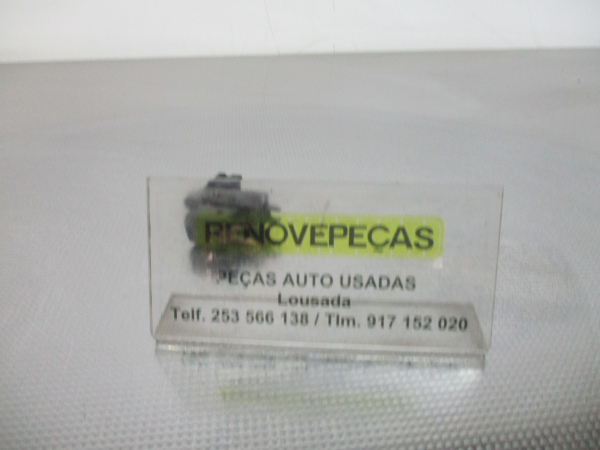 RENOVEPEÇAS
PEÇAS AUTO USADAS
Lousada
Telf. 253 566 138 / Tlm. 917 152 020